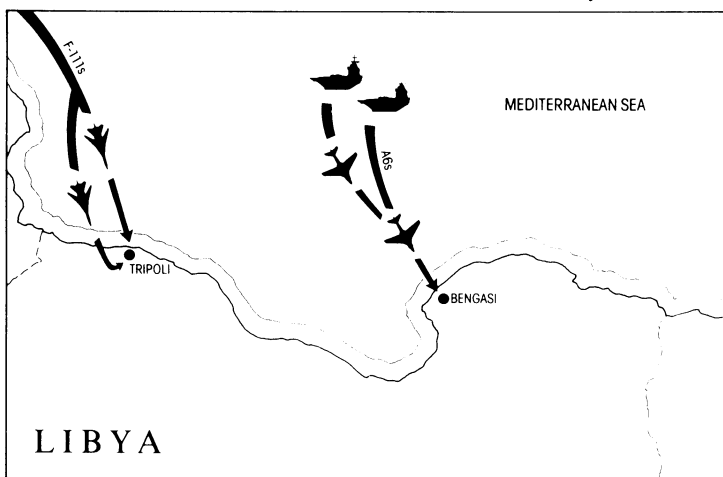 F-111s
MEDITERRANEAN SEA
A6s
TRIPOLI
BENGASI
LIBYA